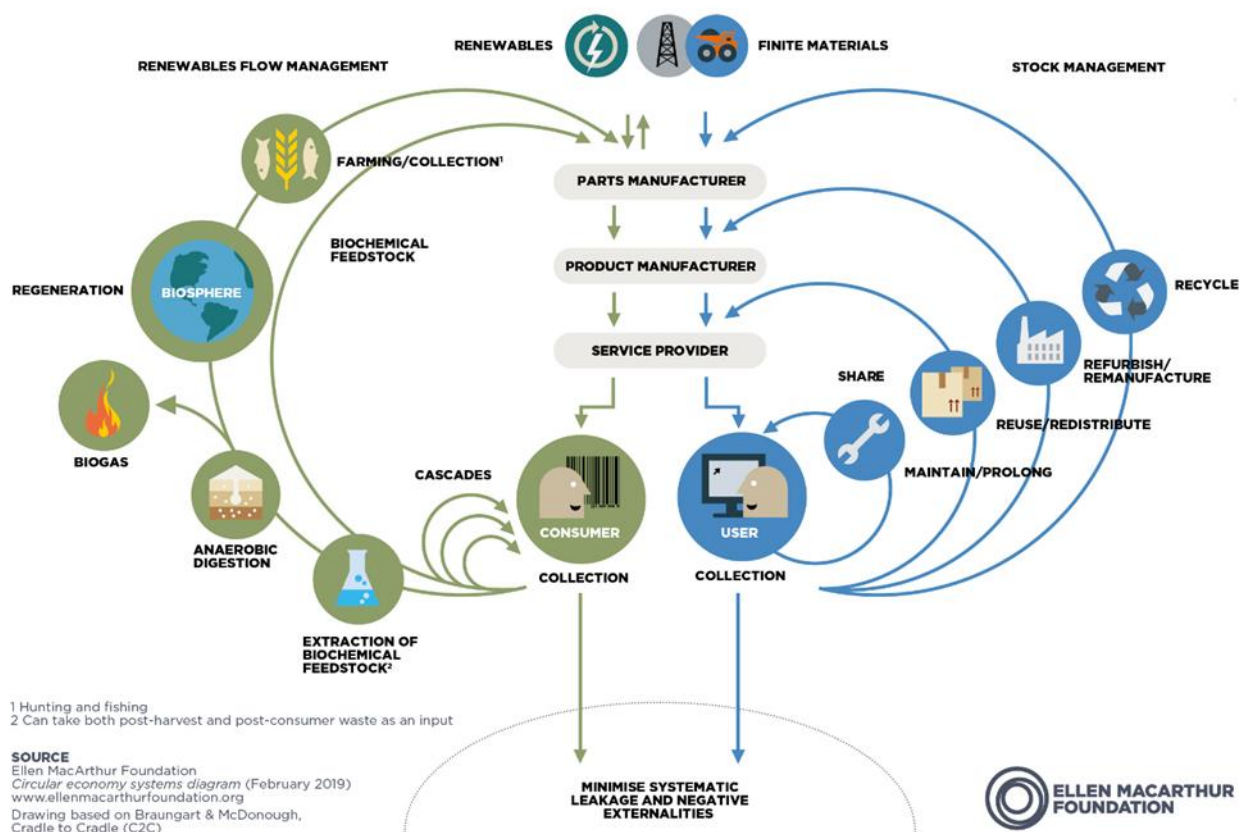 RENEWABLES
FINITE MATERIALS
RENEWABLES FLOW MANAGEMENT
STOCK MANAGEMENT
FARMING/COLLECTION¹
PARTS MANUFACTURER
BIOCHEMICAL
FEEDSTOCK
PRODUCT MANUFACTURER
REGENERATION
BIOSPHERE
RECYCLE
SERVICE PROVIDER
SHARE
REFURBISH/
REMANUFACTURE
REUSE/REDISTRIBUTE
BIOGAS
CASCADES
MAINTAIN/PROLONG
CONSUMER
USER
ANAEROBIC
DIGESTION
COLLECTION
COLLECTION
EXTRACTION OF
BIOCHEMICAL
FEEDSTOCK²
1 Hunting and fishing
2 Can take both post-harvest and post-consumer waste as an input
SOURCE
Ellen MacArthur Foundation
Circular economy systems diagram (February 2019)
www.ellenmacarthurfoundation.org
Drawing based on Braungart & McDonough,
Cradle to Cradle (C2C)
MINIMISE SYSTEMATIC
LEAKAGE AND NEGATIVE
EXTERNALITIES
ELLEN MACARTHUR
FOUNDATION